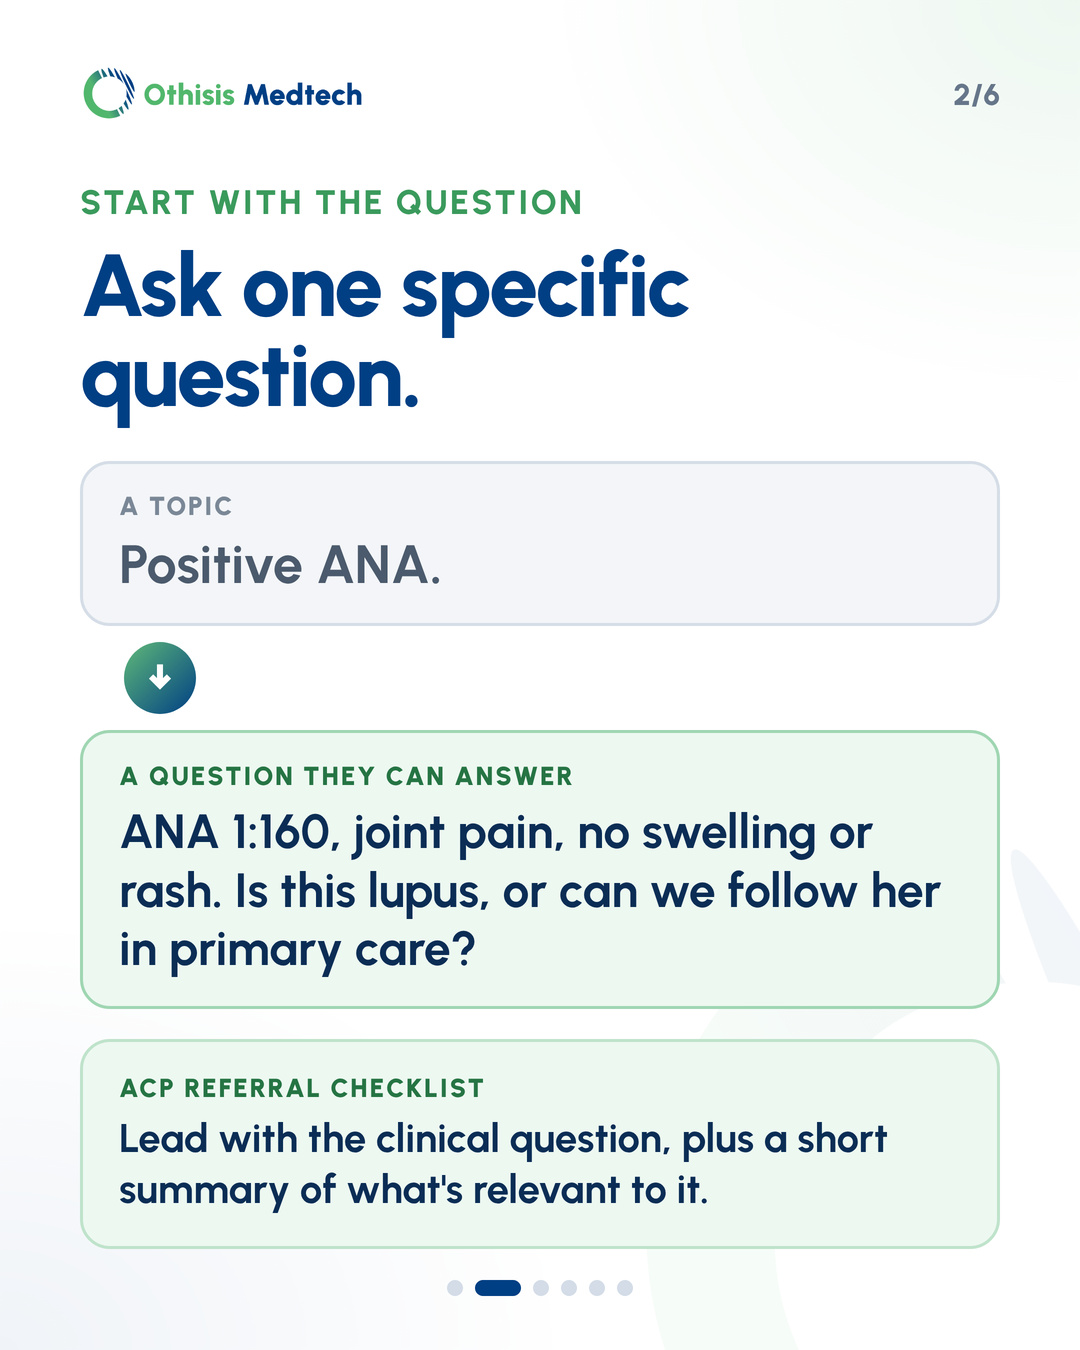 Othisis Medtech
2/6
START WITH THE QUESTION
Ask one specific
question.
A TOPIC
Positive ANA.
A QUESTION THEY CAN ANSWER
ANA 1:160, joint pain, no swelling or
rash. Is this lupus, or can we follow her
in primary care?
ACP REFERRAL CHECKLIST
Lead with the clinical question, plus a short
summary of what's relevant to it.